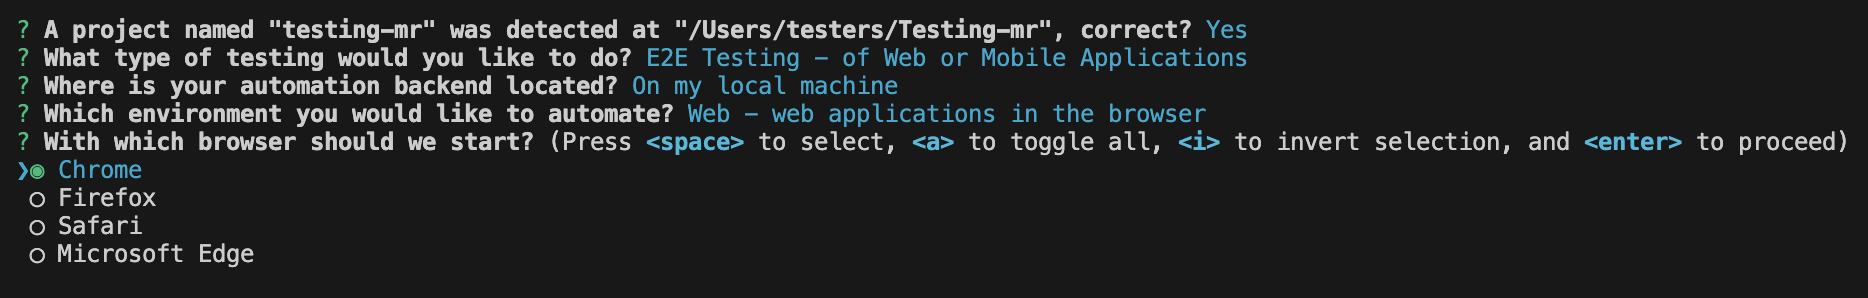 ? A project named "testing-mr" was detected at "/Users/testers/Testing-mr", correct? Yes
? What type of testing would you like to do? E2E Testing - of Web or Mobile Applications
? Where is your automation backend located? On my local machine
? Which environment you would like to automate? Web - web applications in the browser
? With which browser should we start? (Press <space> to select, <a> to toggle all, <i> to invert selection, and <enter> to proceed)
❯◉ Chrome
◯ Firefox
◯ Safari
◯ Microsoft Edge